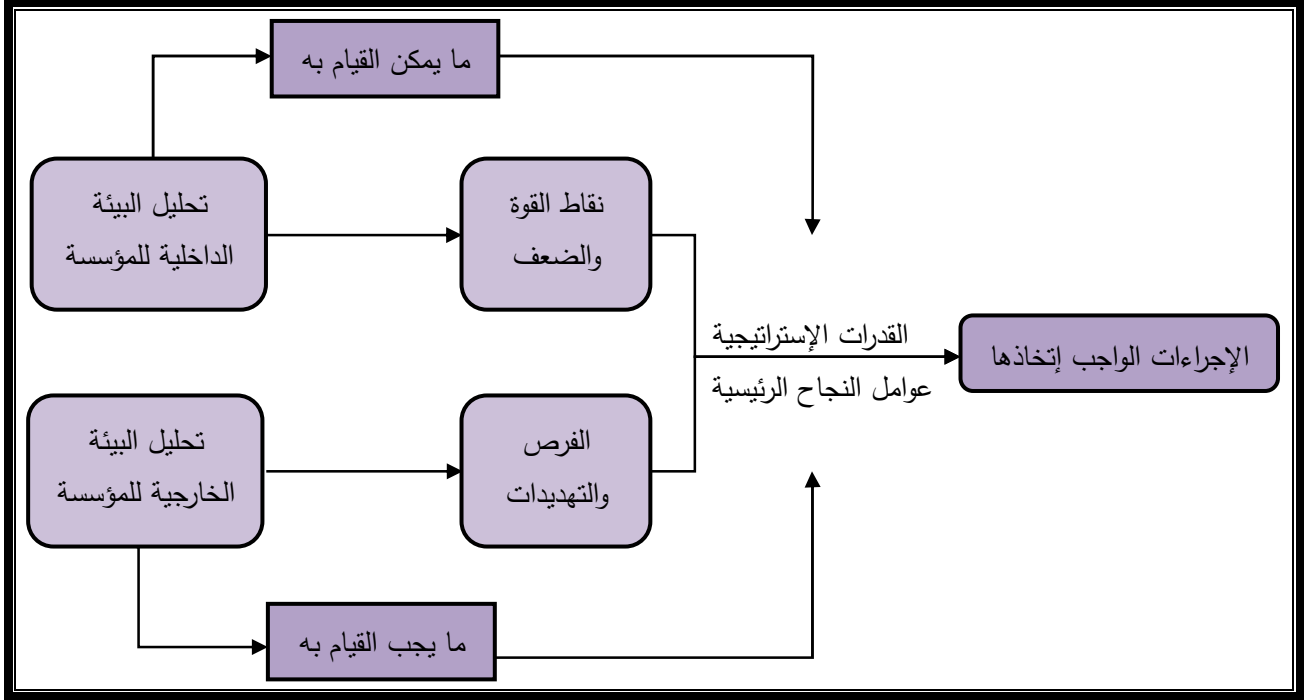 ما يمكن القيام به
تحليل البيئة
الداخلية للمؤسسة
نقاط القوة
والضعف
القدرات الإستراتيجية
عوامل النجاح الرئيسية
الإجراءات الواجب إتخاذها
تحليل البيئة
الخارجية للمؤسسة
الفرص
والتهديدات
ما يجب القيام به